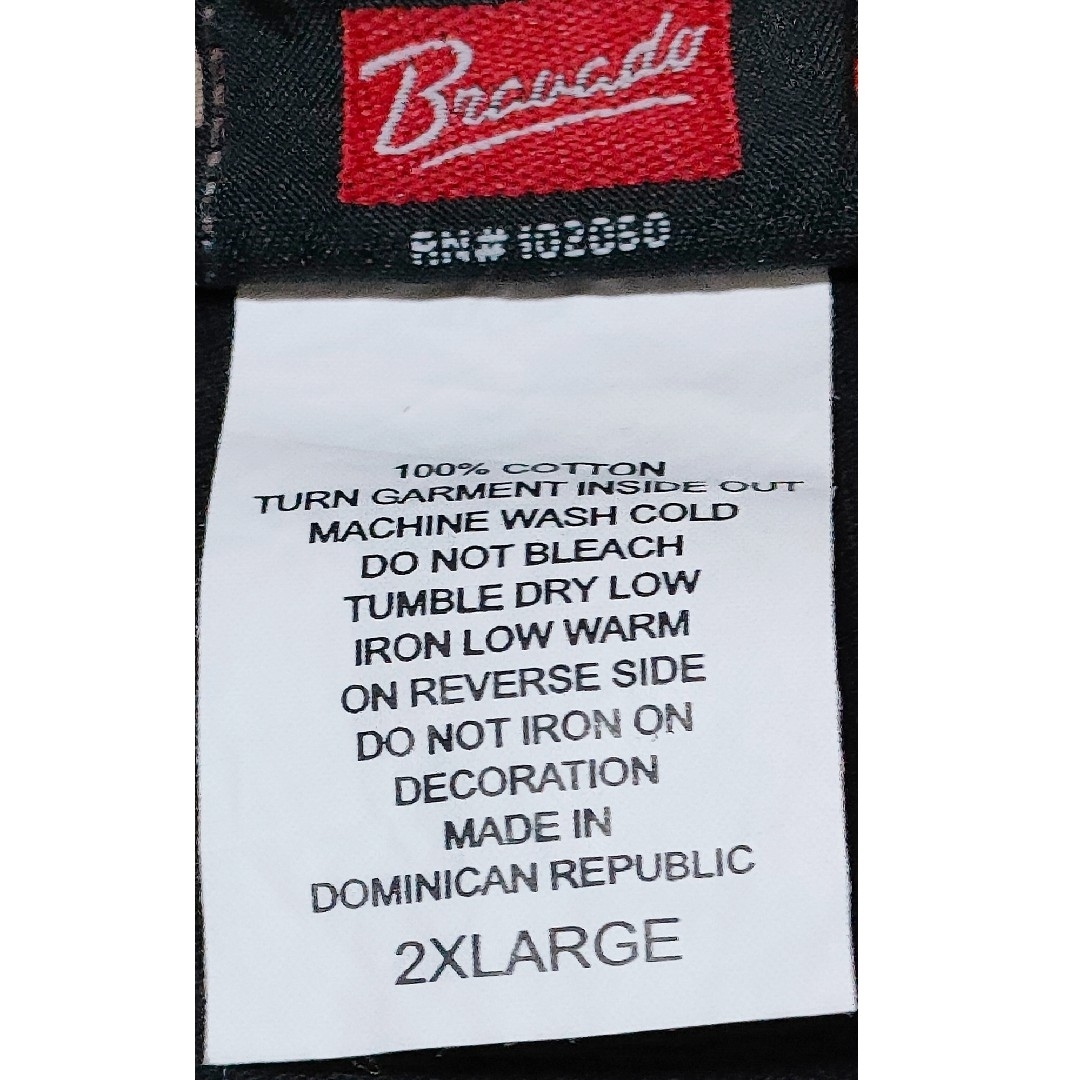 Bravado
RN#102050
100% COTTON
TURN GARMENT INSIDE OUT
MACHINE WASH COLD
DO NOT BLEACH
TUMBLE DRY LOW
IRON LOW WARM
ON REVERSE SIDE
DO NOT IRON ON
DECORATION
MADE IN
DOMINICAN REPUBLIC
2XLARGE